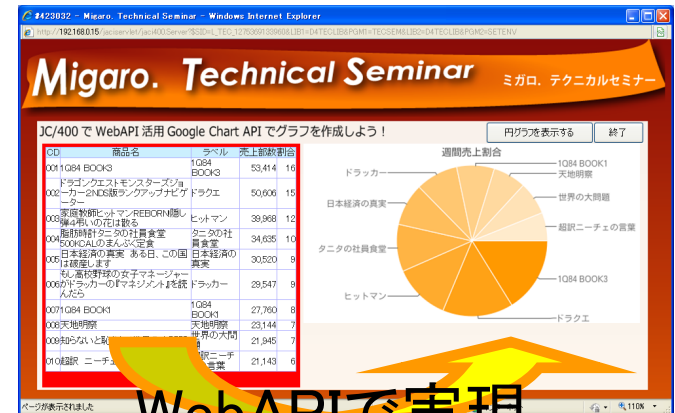 #423032 - Migaro. Technical Seminar - Windows Internet Explorer
Migaro. Technical Seminar
ミガロ. テクニカルセミナー
JC/400 で WebAPI 活用 Google Chart API でグラフを作成しよう！
円グラフを表示する 終了
CD 商品名 ラベル 売上部数 割合
001 1Q84 BOOK3 1Q84 BOOK3 53,414 16
002 ドラゴンクエストモンスターズジョーカー2NDS版ランクアップナビゲーター ドラクエ 50,606 15
003 家庭教師ヒットマンREBORN!隠し弾4弔いの花は散る ヒットマン 39,968 12
004 脂肪時計タニタの社員食堂 500KCALのまんぷく定食 タニタの社員食堂 34,635 10
005 日本経済の真実 ある日、この国は破産します 日本経済の真実 30,520 9
006 もし高校野球の女子マネージャーがドラッカーの『マネジメント』を読んだら ドラッカー 29,547 9
007 1Q84 BOOK1 1Q84 BOOK1 27,760 8
008 天地明察 天地明察 23,144 7
009 知らないと 世界の大問 21,945 7
010 超訳 ニーチェ 21,143 6
週間売上割合
1Q84 BOOK1
天地明察
世界の大問題
超訳ニーチェの言葉
1Q84 BOOK3
ドラクエ
ヒットマン
タニタの社員食堂
日本経済の真実
ドラッカー
WebAPIで実現
ページが表示されました
110%